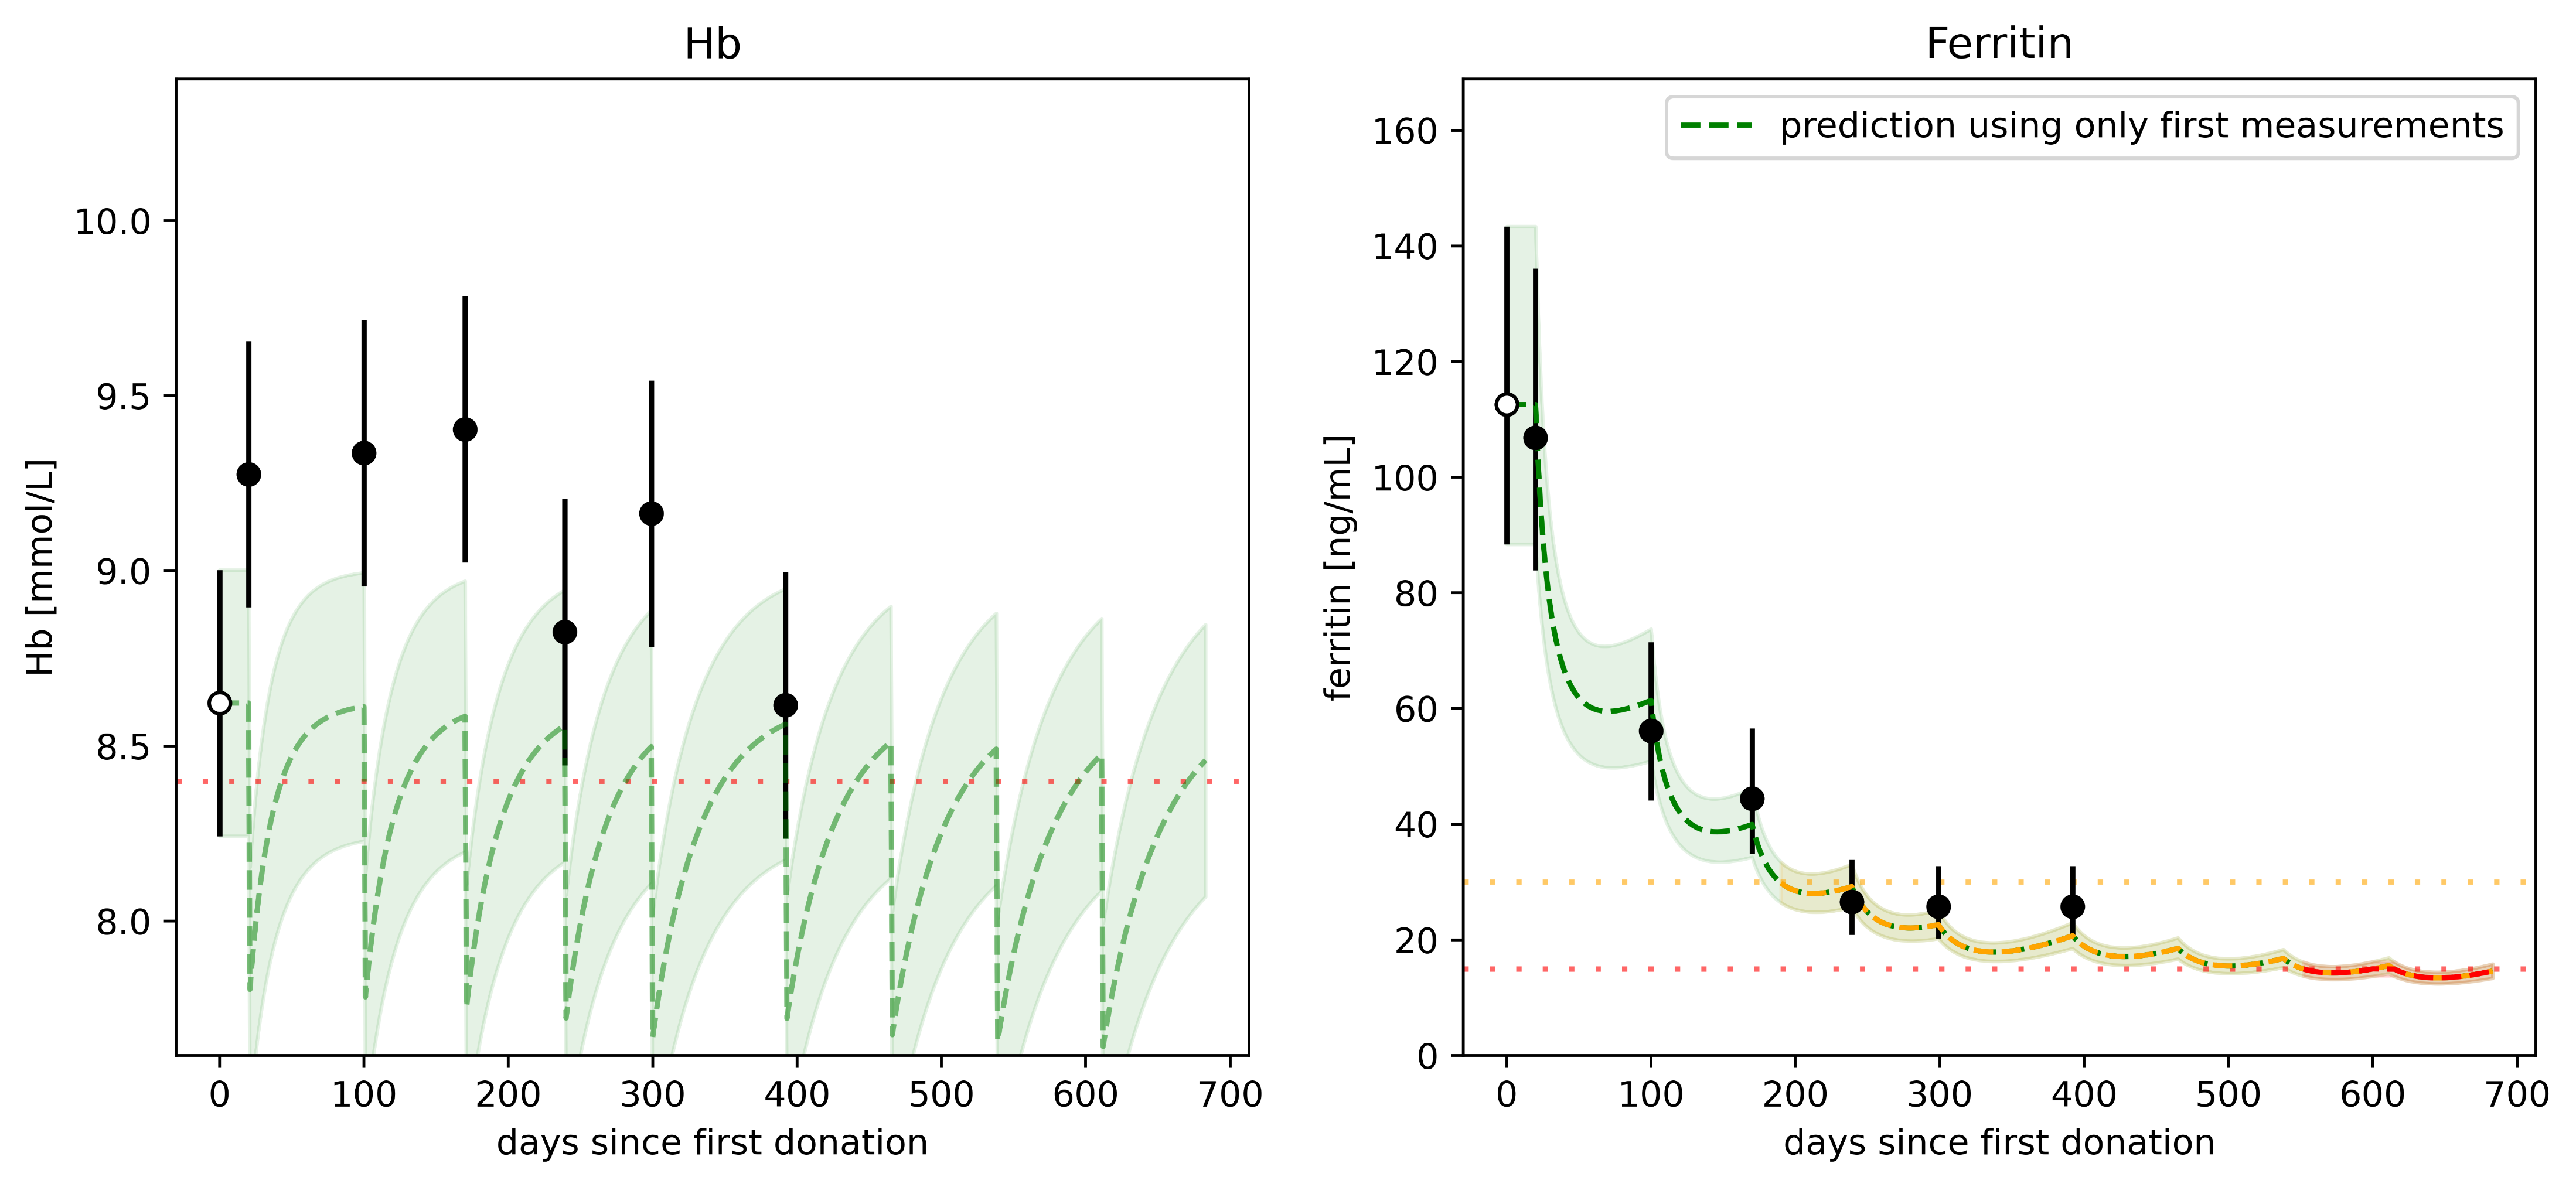 Hb
Hb [mmol/L]
10.0
9.5
9.0
8.5
8.0
0 100 200 300 400 500 600 700
days since first donation
Ferritin
prediction using only first measurements
ferritin [ng/mL]
160
140
120
100
80
60
40
20
0
0 100 200 300 400 500 600 700
days since first donation